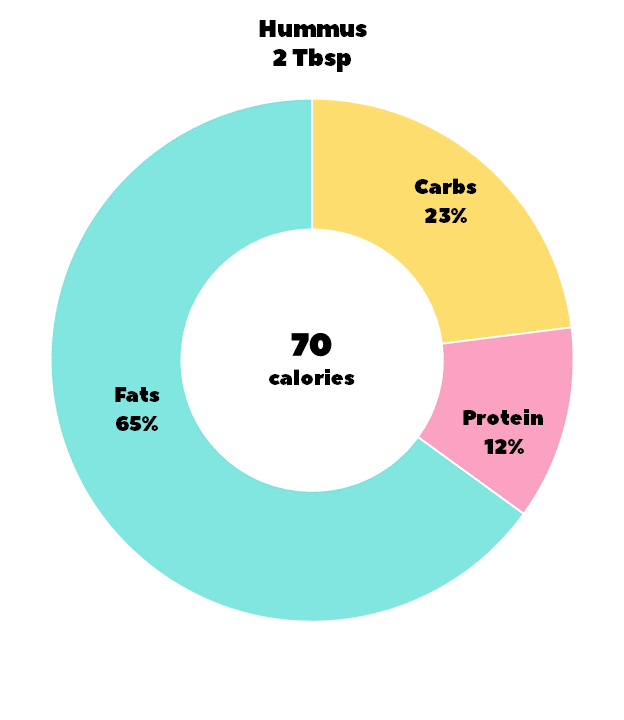 Hummus
2 Tbsp
Carbs
23%
70
calories
Fats
65%
Protein
12%